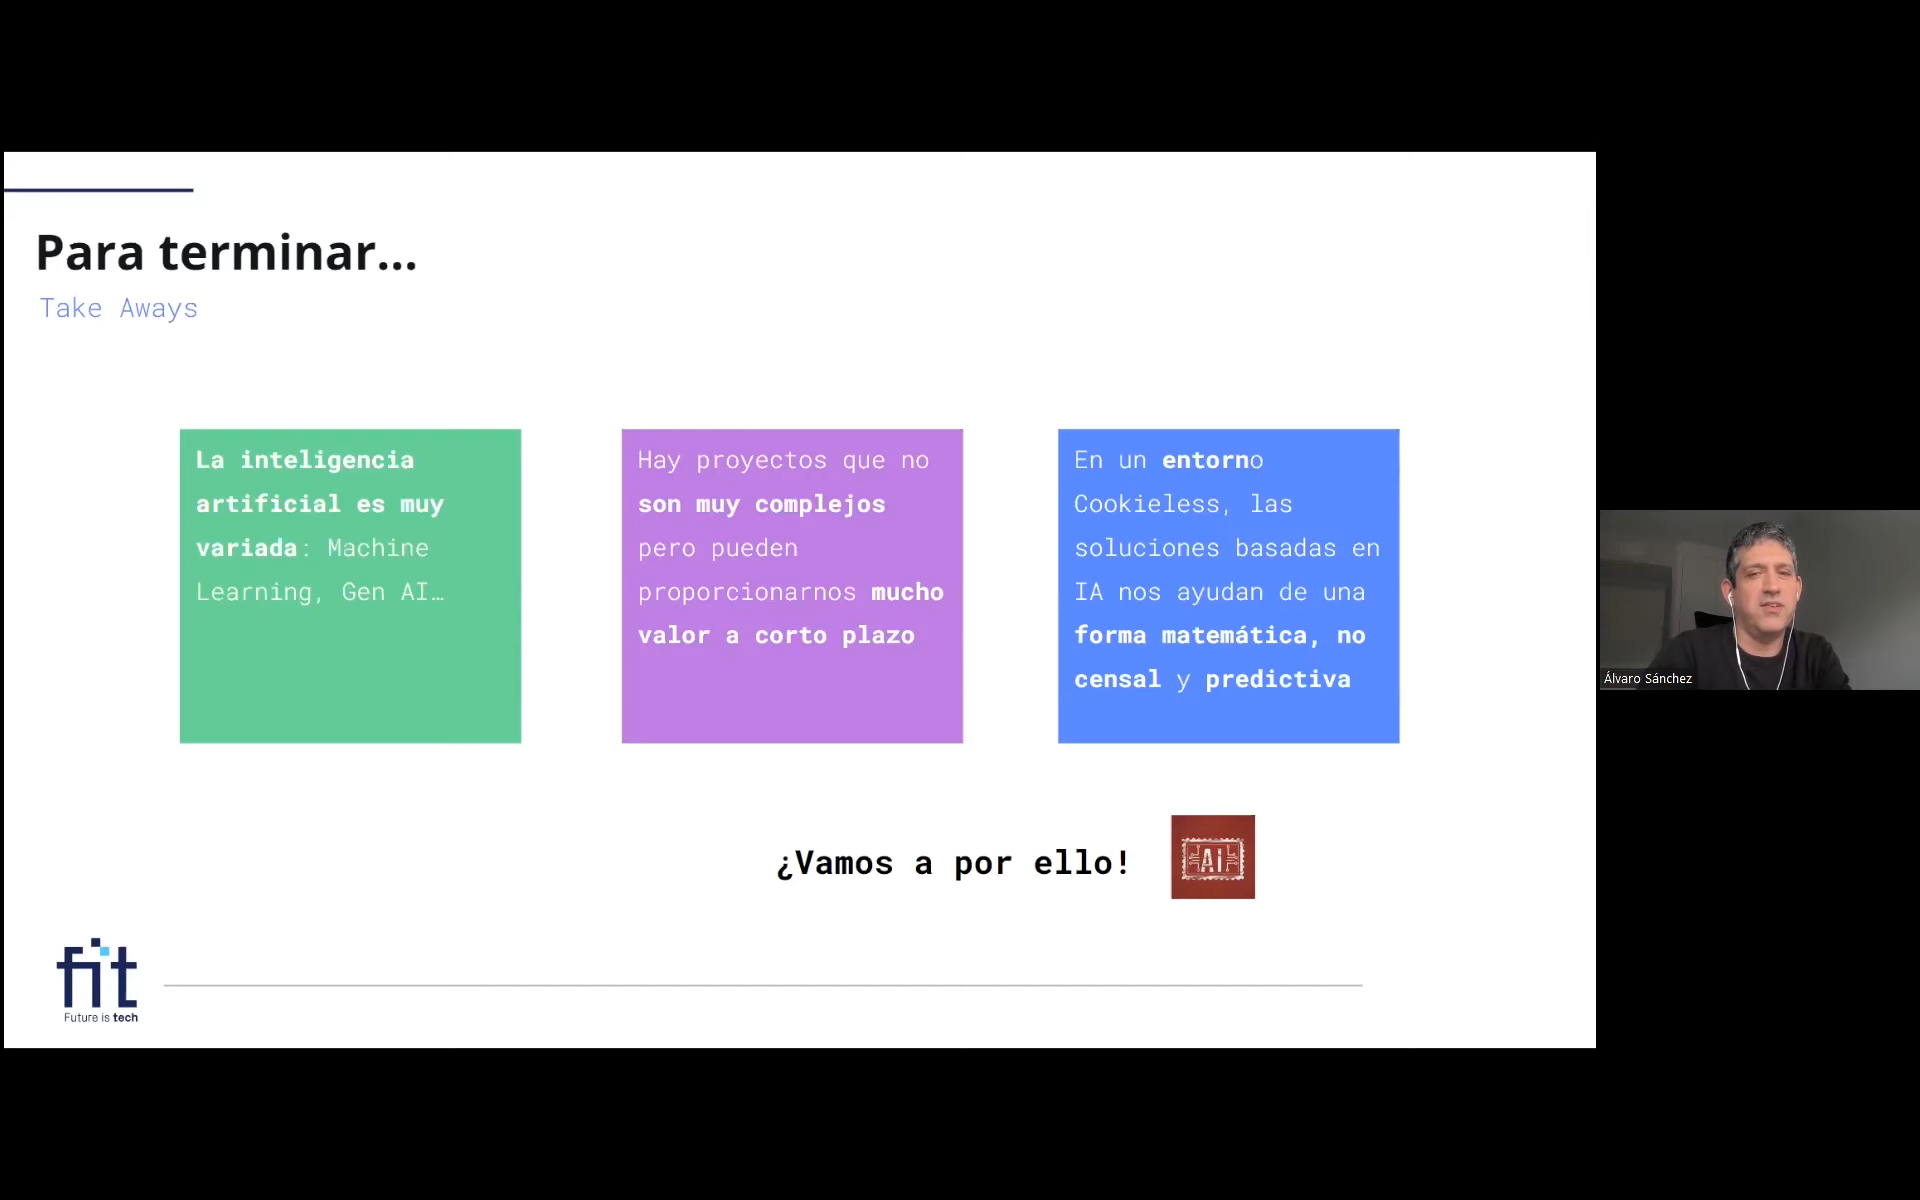 Para terminar...
Take Aways
La inteligencia
artificial es muy
variada: Machine
Learning, Gen AI…
Hay proyectos que no
son muy complejos
pero pueden
proporcionarnos mucho
valor a corto plazo
En un entorno
Cookieless, las
soluciones basadas en
IA nos ayudan de una
forma matemática, no
censal y predictiva
¿Vamos a por ello!
AI
fit
Future is tech
Álvaro Sánchez